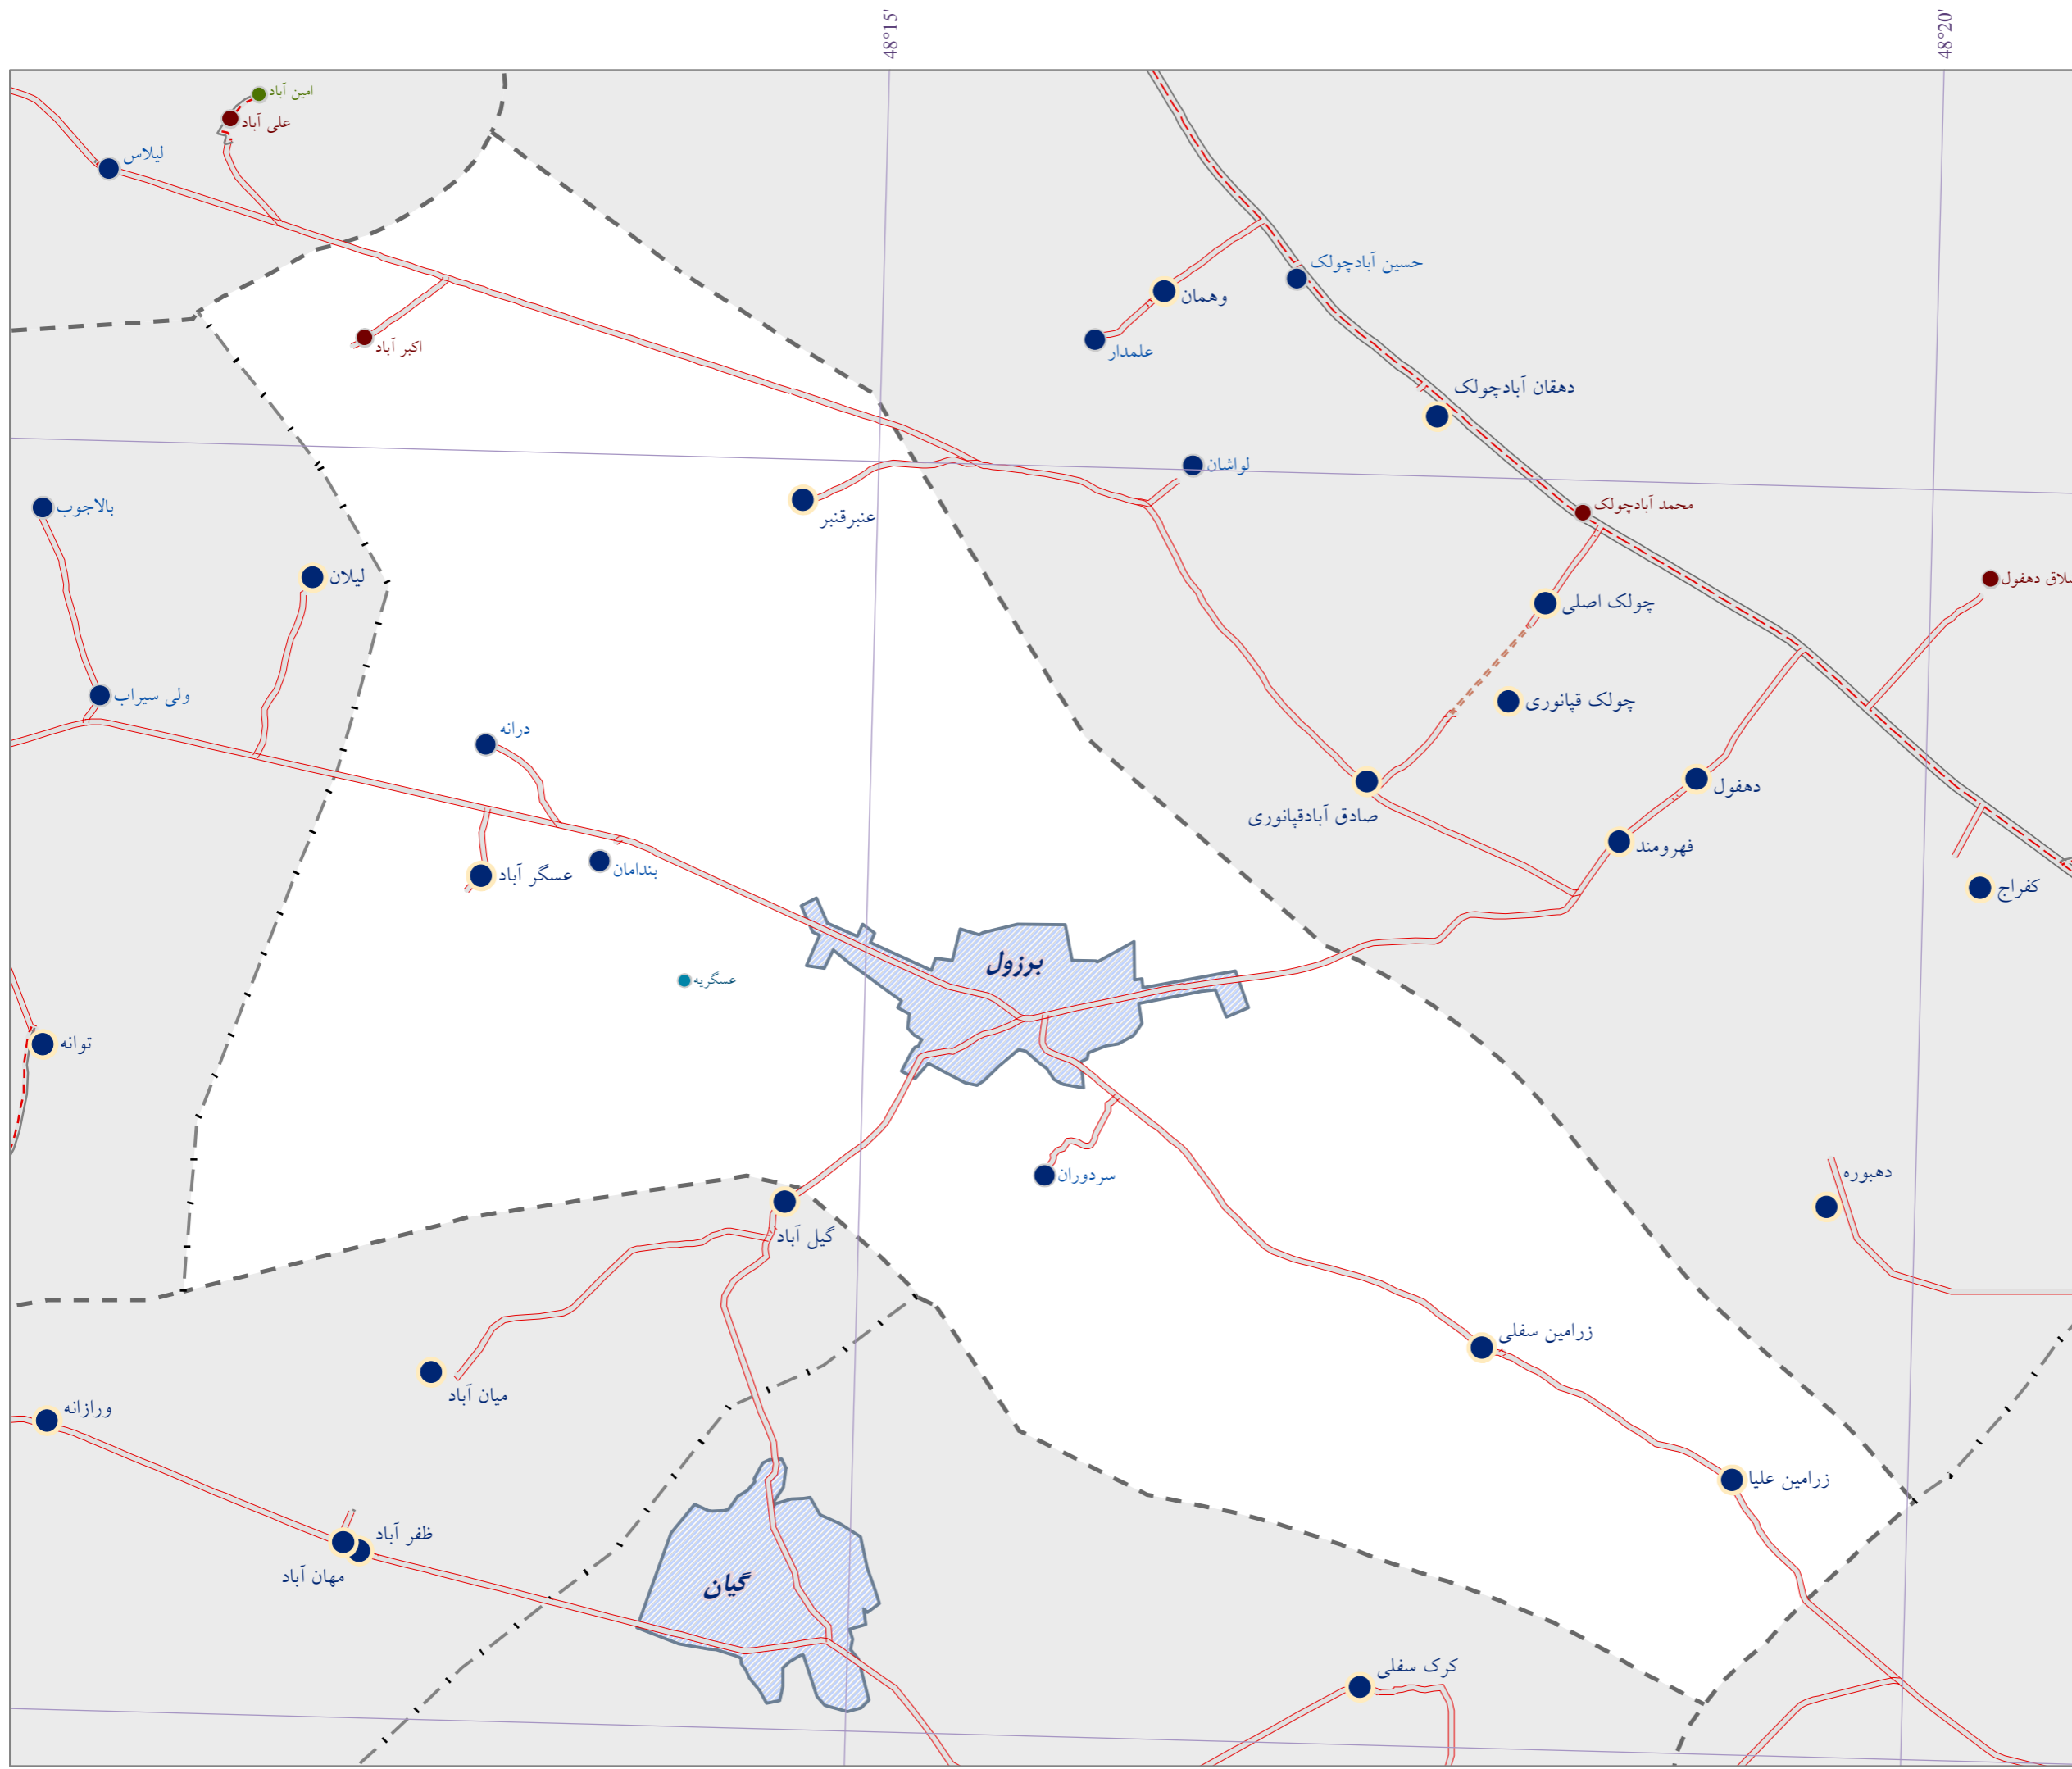 48°15'
48°20'
امین آباد
علی آباد
لیلاس
حسین آبادچولک
وهمان
علمدار
اکبر آباد
دهقان آبادچولک
لواشان
محمد آبادچولک
عنبرقنبر
بالاجوب
لیلان
دهفول
چولک اصلی
ولی سیراب
چولک قپانوری
درانه
دهفول
صادق آبادقپانوری
فهرومند
بندامان
عسگر آباد
کفراج
برزول
عسگریه
توانه
دهبوره
سردوران
گیل آباد
زرامین سفلی
میان آباد
ورازانه
زرامین علیا
ظفر آباد
مهان آباد
گیان
کرک سفلی